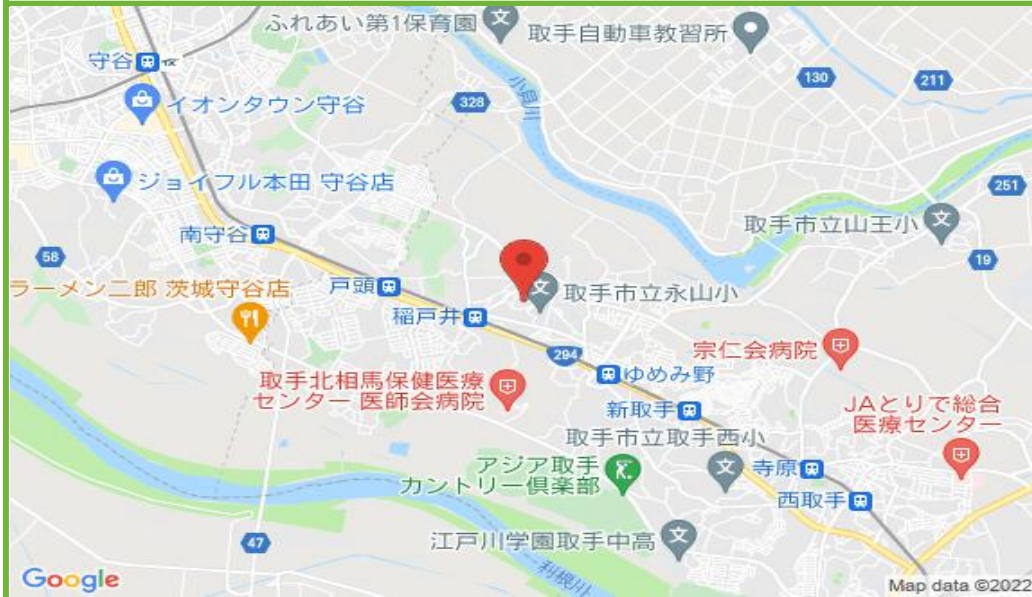 ふれあい第1保育園
取手自動車教習所
守谷
130
211
イオンタウン守谷
328
小貝川
ジョイフル本田 守谷店
251
取手市立山王小
南守谷
58
19
ラーメン二郎 茨城守谷店
戸頭
取手市立永山小
稲戸井
294
宗仁会病院
ゆめみ野
取手北相馬保健医療
センター 医師会病院
新取手
JAとりで総合
医療センター
取手市立取手西小
アジア取手
カントリー倶楽部
寺原
西取手
47
江戸川学園取手中高
利根川
Google
Map data ©2022